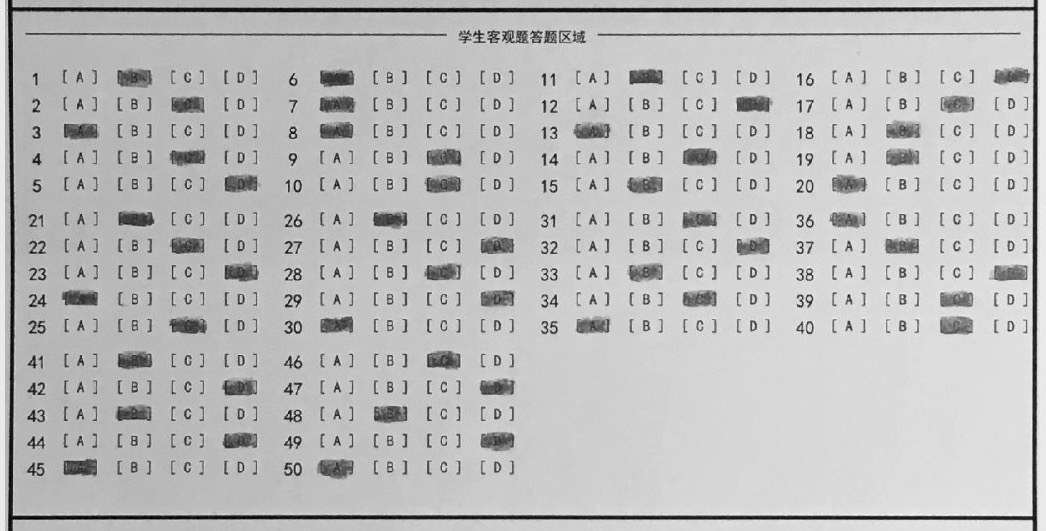 学生客观题答题区域
1 [A] [B] [C] [D] 6 [A] [B] [C] [D] 11 [A] [B] [C] [D] 16 [A] [B] [C] [D]
2 [A] [B] [C] [D] 7 [A] [B] [C] [D] 12 [A] [B] [C] [D] 17 [A] [B] [C] [D]
3 [A] [B] [C] [D] 8 [A] [B] [C] [D] 13 [A] [B] [C] [D] 18 [A] [B] [C] [D]
4 [A] [B] [C] [D] 9 [A] [B] [C] [D] 14 [A] [B] [C] [D] 19 [A] [B] [C] [D]
5 [A] [B] [C] [D] 10 [A] [B] [C] [D] 15 [A] [B] [C] [D] 20 [A] [B] [C] [D]
21 [A] [B] [C] [D] 26 [A] [B] [C] [D] 31 [A] [B] [C] [D] 36 [A] [B] [C] [D]
22 [A] [B] [C] [D] 27 [A] [B] [C] [D] 32 [A] [B] [C] [D] 37 [A] [B] [C] [D]
23 [A] [B] [C] [D] 28 [A] [B] [C] [D] 33 [A] [B] [C] [D] 38 [A] [B] [C] [D]
24 [A] [B] [C] [D] 29 [A] [B] [C] [D] 34 [A] [B] [C] [D] 39 [A] [B] [C] [D]
25 [A] [B] [C] [D] 30 [A] [B] [C] [D] 35 [A] [B] [C] [D] 40 [A] [B] [C] [D]
41 [A] [B] [C] [D] 46 [A] [B] [C] [D]
42 [A] [B] [C] [D] 47 [A] [B] [C] [D]
43 [A] [B] [C] [D] 48 [A] [B] [C] [D]
44 [A] [B] [C] [D] 49 [A] [B] [C] [D]
45 [A] [B] [C] [D] 50 [A] [B] [C] [D]